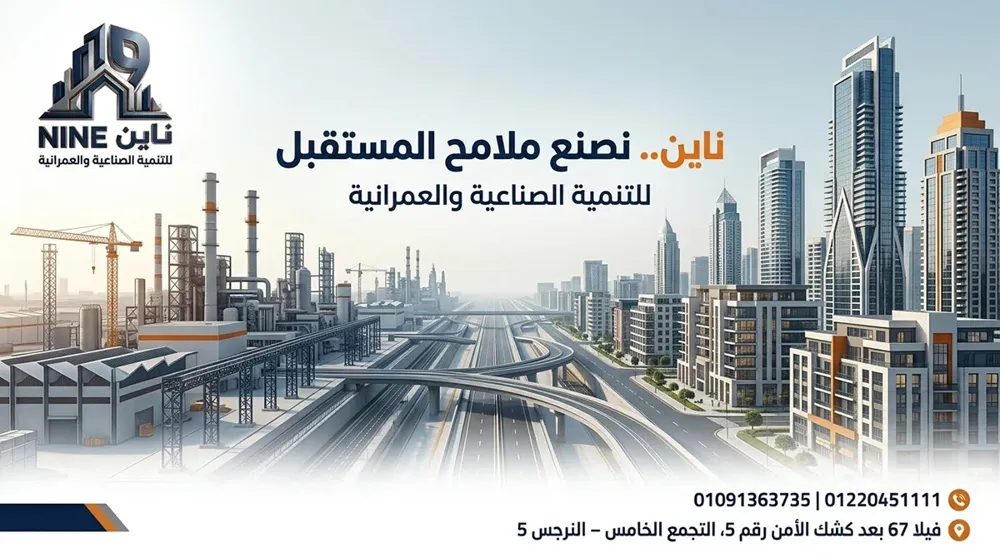 ناين NINE
للتنمية الصناعية والعمرانية
ناين.. نصنع ملامح المستقبل
للتنمية الصناعية والعمرانية
01091363735 | 01220451111
فيلا 67 بعد كشك الأمن رقم 5، التجمع الخامس – النرجس 5